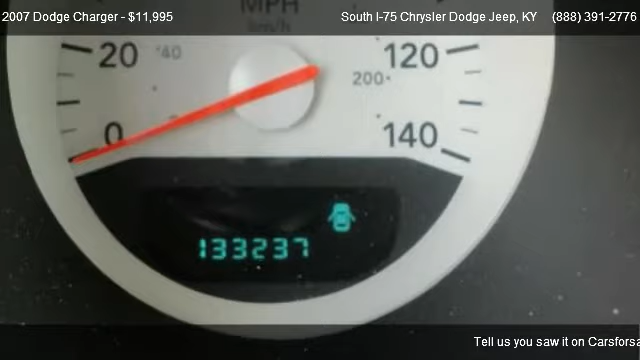 2007 Dodge Charger - $11,995 South I-75 Chrysler Dodge Jeep, KY (888) 391-2776
MPH
km/h
20 40 120
200
0 140
133237
Tell us you saw it on Carsforsa